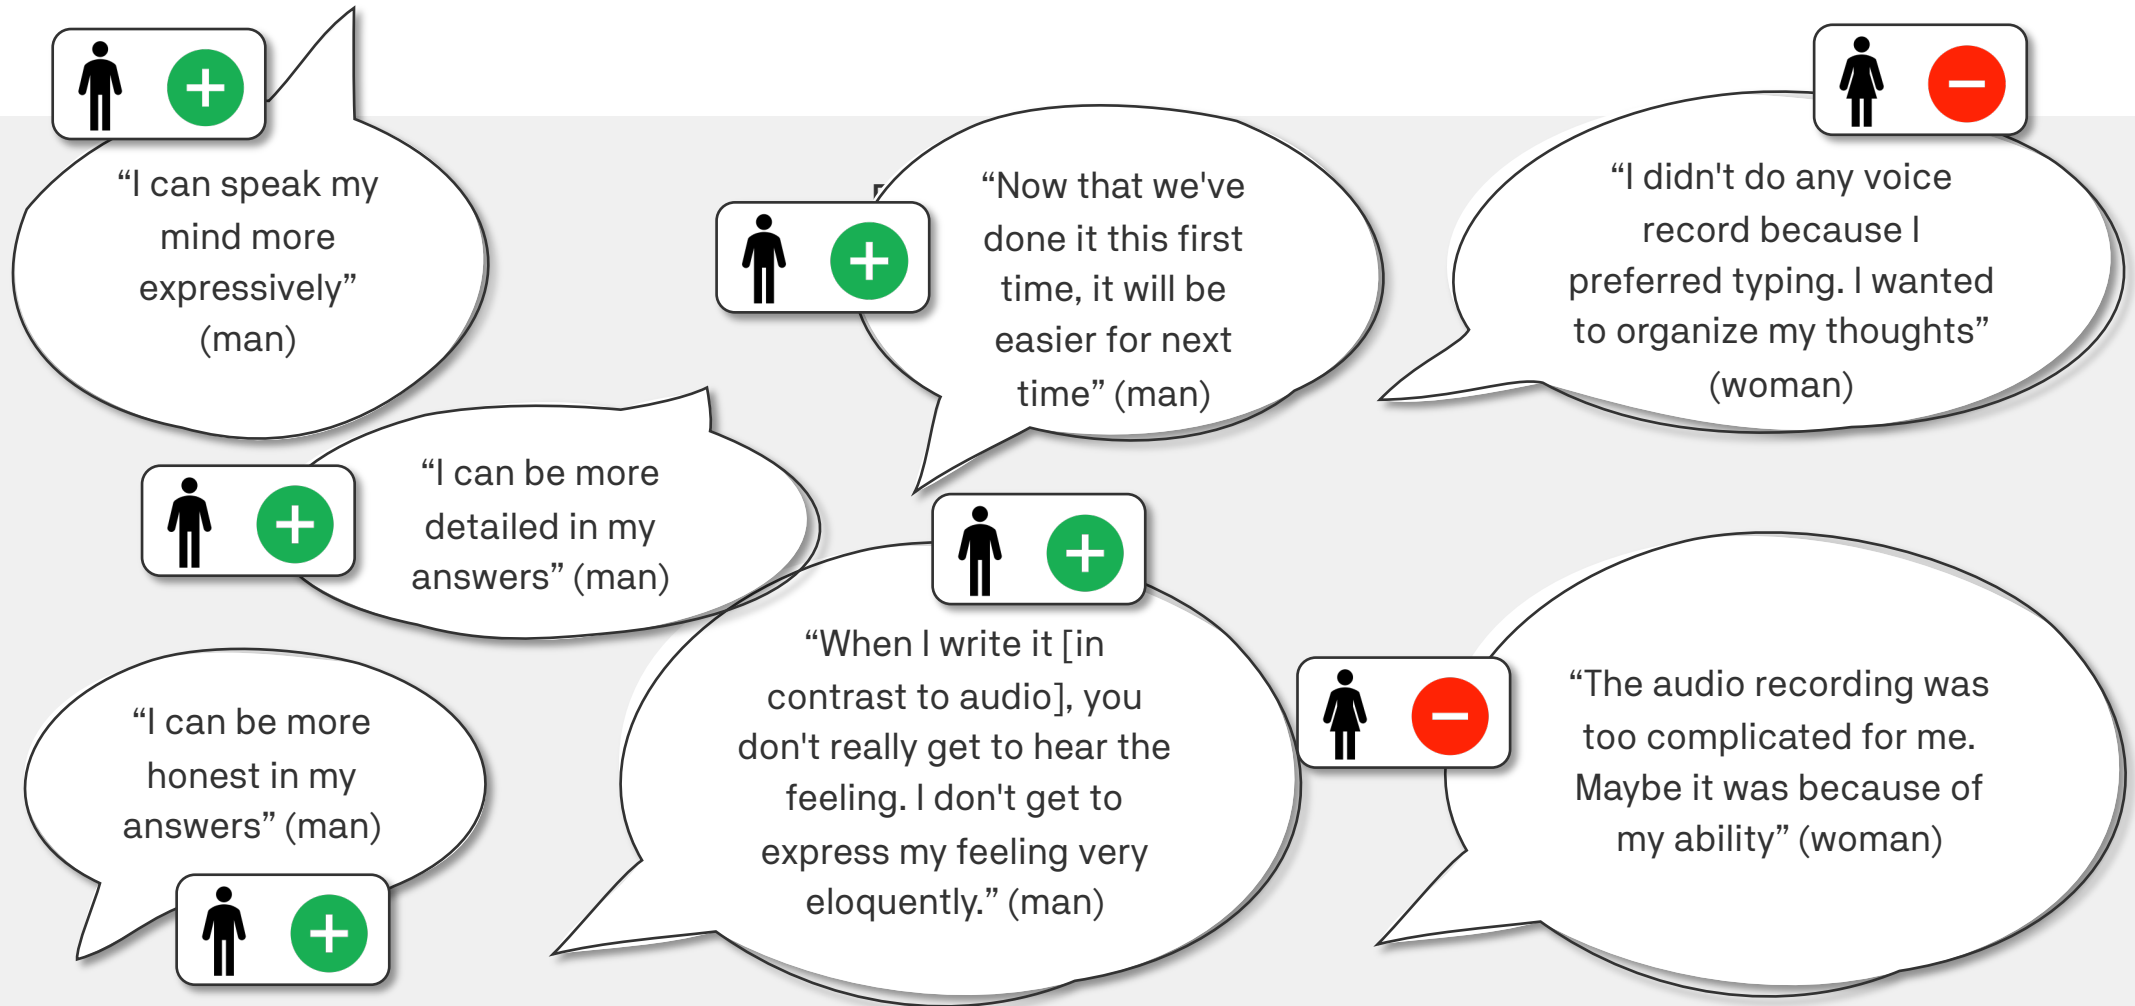 “I can speak my
mind more
expressively”
(man)
“Now that we've
done it this first
time, it will be
easier for next
time” (man)
“I didn't do any voice
record because I
preferred typing. I wanted
to organize my thoughts”
(woman)
“I can be more
detailed in my
answers” (man)
“When I write it [in
contrast to audio], you
don't really get to hear the
feeling. I don't get to
express my feeling very
eloquently.” (man)
“The audio recording was
too complicated for me.
Maybe it was because of
my ability” (woman)
“I can be more
honest in my
answers” (man)